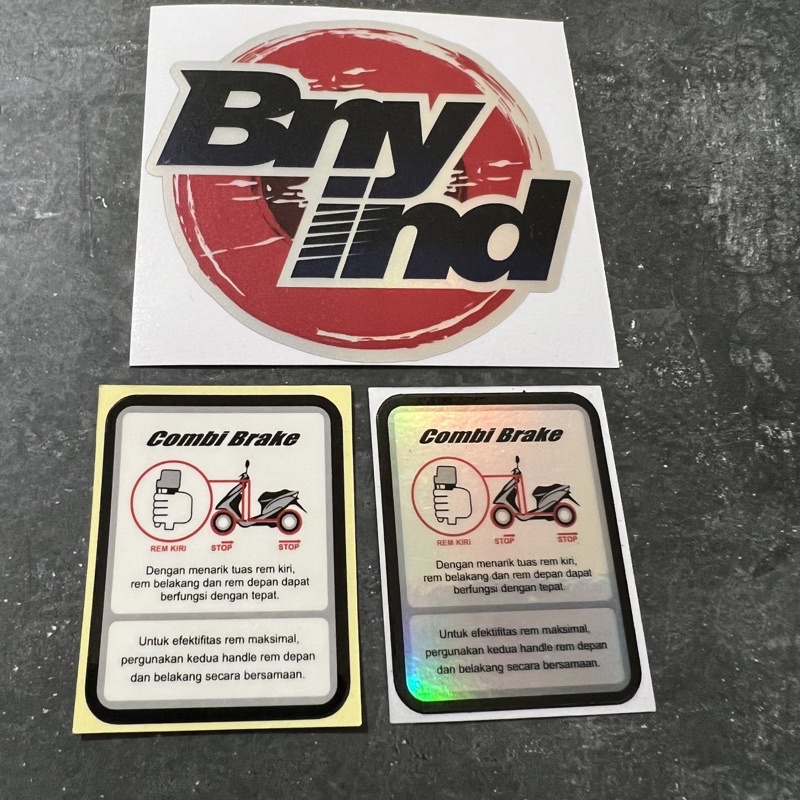 Bny
ind
Combi Brake
REM KIRI STOP STOP
Dengan menarik tuas rem kiri,
rem belakang dan rem depan dapat
berfungsi dengan tepat.
Untuk efektifitas rem maksimal,
pergunakan kedua handle rem depan
dan belakang secara bersamaan.
Combi Brake
REM KIRI STOP STOP
Dengan menarik tuas rem kiri,
rem belakang dan rem depan dapat
berfungsi dengan tepat.
Untuk efektifitas rem maksimal,
pergunakan kedua handle rem depan
dan belakang secara bersamaan.